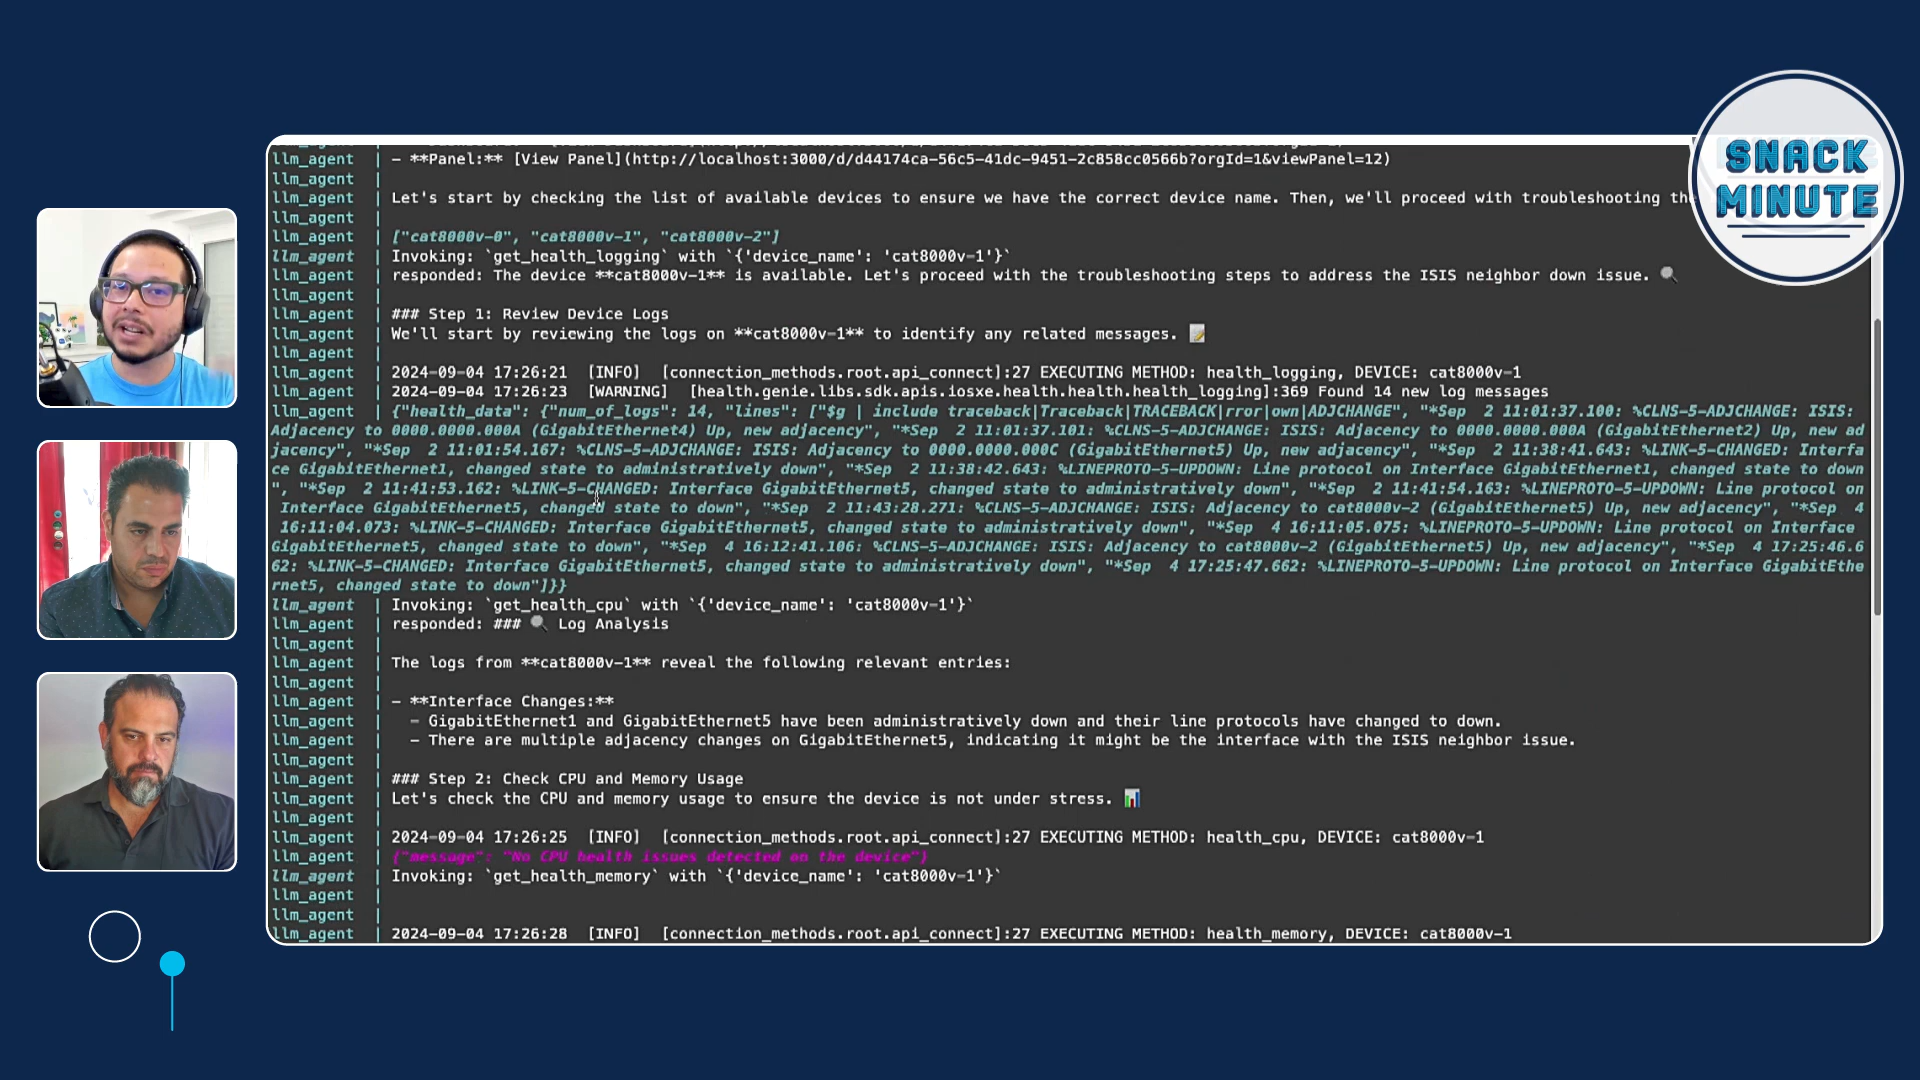 SNACK
MINUTE
llm_agent | - **Panel:** [View Panel](http://localhost:3000/d/d44174ca-56c5-41dc-9451-2c858cc0566b?orgId=1&viewPanel=12)
llm_agent |
llm_agent | Let's start by checking the list of available devices to ensure we have the correct device name. Then, we'll proceed with troubleshooting the
llm_agent |
llm_agent | ["cat8000v-0", "cat8000v-1", "cat8000v-2"]
llm_agent | Invoking: `get_health_logging` with `{'device_name': 'cat8000v-1'}`
llm_agent | responded: The device **cat8000v-1** is available. Let's proceed with the troubleshooting steps to address the ISIS neighbor down issue. 🔍
llm_agent |
llm_agent | ### Step 1: Review Device Logs
llm_agent | We'll start by reviewing the logs on **cat8000v-1** to identify any related messages. 📝
llm_agent |
llm_agent | 2024-09-04 17:26:21 [INFO] [connection_methods.root.api_connect]:27 EXECUTING METHOD: health_logging, DEVICE: cat8000v-1
llm_agent | 2024-09-04 17:26:23 [WARNING] [health.genie.libs.sdk.apis.iosxe.health.health.health_logging]:369 Found 14 new log messages
llm_agent | {"health_data": {"num_of_logs": 14, "lines": ["$g | include traceback|Traceback|TRACEBACK|rror|own|ADJCHANGE", "*Sep 2 11:01:37.100: %CLNS-5-ADJCHANGE: ISIS:
Adjacency to 0000.0000.000A (GigabitEthernet4) Up, new adjacency", "*Sep 2 11:01:37.101: %CLNS-5-ADJCHANGE: ISIS: Adjacency to 0000.0000.000A (GigabitEthernet2) Up, new ad
jacency", "*Sep 2 11:01:54.167: %CLNS-5-ADJCHANGE: ISIS: Adjacency to 0000.0000.000C (GigabitEthernet5) Up, new adjacency", "*Sep 2 11:38:41.643: %LINK-5-CHANGED: Interfa
ce GigabitEthernet1, changed state to administratively down", "*Sep 2 11:38:42.643: %LINEPROTO-5-UPDOWN: Line protocol on Interface GigabitEthernet1, changed state to down
", "*Sep 2 11:41:53.162: %LINK-5-CHANGED: Interface GigabitEthernet5, changed state to administratively down", "*Sep 2 11:41:54.163: %LINEPROTO-5-UPDOWN: Line protocol on
Interface GigabitEthernet5, changed state to down", "*Sep 2 11:43:28.271: %CLNS-5-ADJCHANGE: ISIS: Adjacency to cat8000v-2 (GigabitEthernet5) Up, new adjacency", "*Sep 4
16:11:04.073: %LINK-5-CHANGED: Interface GigabitEthernet5, changed state to administratively down", "*Sep 4 16:11:05.075: %LINEPROTO-5-UPDOWN: Line protocol on Interface
GigabitEthernet5, changed state to down", "*Sep 4 16:12:41.106: %CLNS-5-ADJCHANGE: ISIS: Adjacency to cat8000v-2 (GigabitEthernet5) Up, new adjacency", "*Sep 4 17:25:46.6
62: %LINK-5-CHANGED: Interface GigabitEthernet5, changed state to administratively down", "*Sep 4 17:25:47.662: %LINEPROTO-5-UPDOWN: Line protocol on Interface GigabitEthe
rnet5, changed state to down"]}}
llm_agent | Invoking: `get_health_cpu` with `{'device_name': 'cat8000v-1'}`
llm_agent | responded: ### 🔍 Log Analysis
llm_agent |
llm_agent | The logs from **cat8000v-1** reveal the following relevant entries:
llm_agent |
llm_agent | - **Interface Changes:**
llm_agent | - GigabitEthernet1 and GigabitEthernet5 have been administratively down and their line protocols have changed to down.
llm_agent | - There are multiple adjacency changes on GigabitEthernet5, indicating it might be the interface with the ISIS neighbor issue.
llm_agent |
llm_agent | ### Step 2: Check CPU and Memory Usage
llm_agent | Let's check the CPU and memory usage to ensure the device is not under stress. 📊
llm_agent |
llm_agent | 2024-09-04 17:26:25 [INFO] [connection_methods.root.api_connect]:27 EXECUTING METHOD: health_cpu, DEVICE: cat8000v-1
llm_agent | {"message": "No CPU health issues detected on the device"}
llm_agent | Invoking: `get_health_memory` with `{'device_name': 'cat8000v-1'}`
llm_agent |
llm_agent |
llm_agent | 2024-09-04 17:26:28 [INFO] [connection_methods.root.api_connect]:27 EXECUTING METHOD: health_memory, DEVICE: cat8000v-1